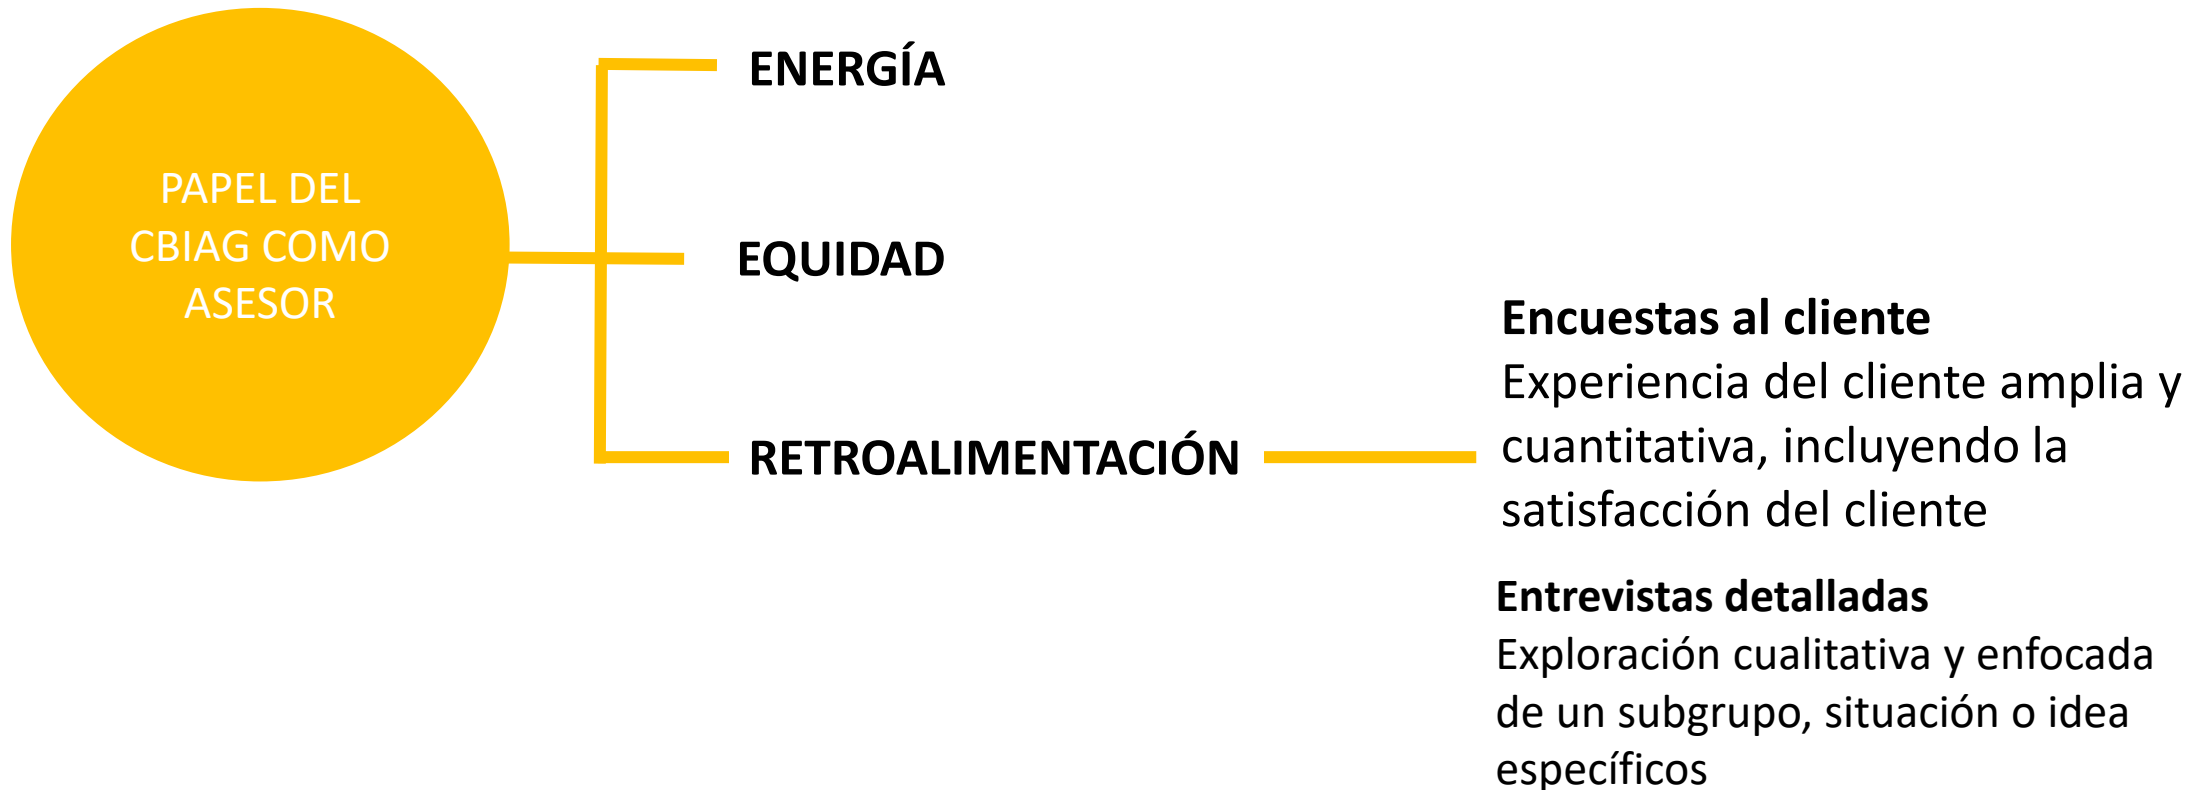 PAPEL DEL
CBIAG COMO
ASESOR
ENERGÍA
EQUIDAD
RETROALIMENTACIÓN
Encuestas al cliente
Experiencia del cliente amplia y
cuantitativa, incluyendo la
satisfacción del cliente
Entrevistas detalladas
Exploración cualitativa y enfocada
de un subgrupo, situación o idea
específicos